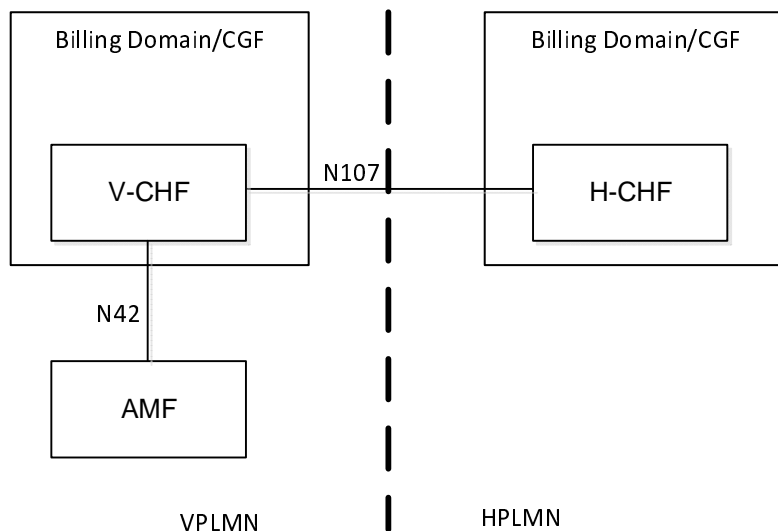 Billing Domain/CGF
Billing Domain/CGF
V-CHF
N107
H-CHF
N42
AMF
VPLMN
HPLMN